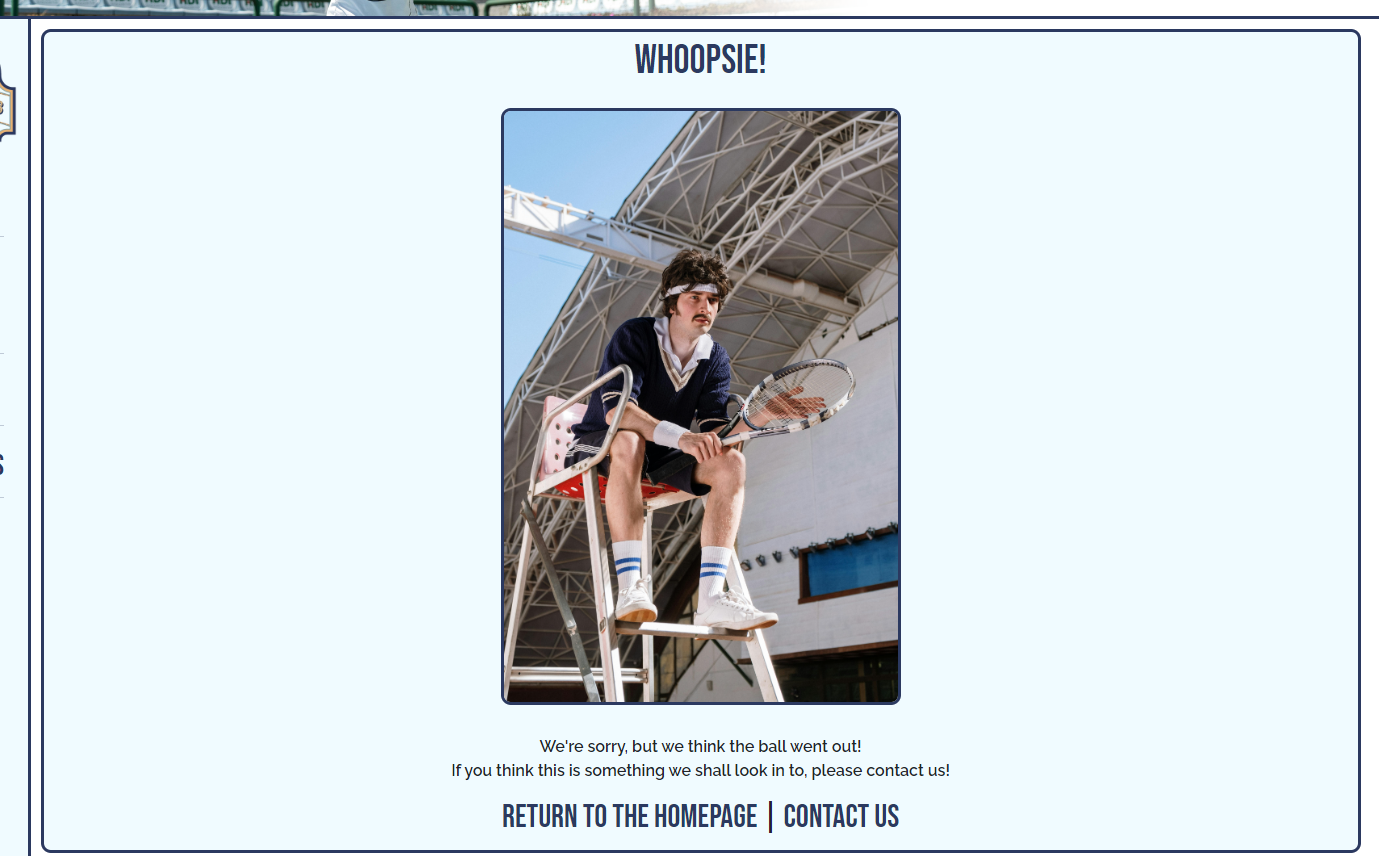 WHOOPSIE!
We're sorry, but we think the ball went out!
If you think this is something we shall look in to, please contact us!
RETURN TO THE HOMEPAGE | CONTACT US